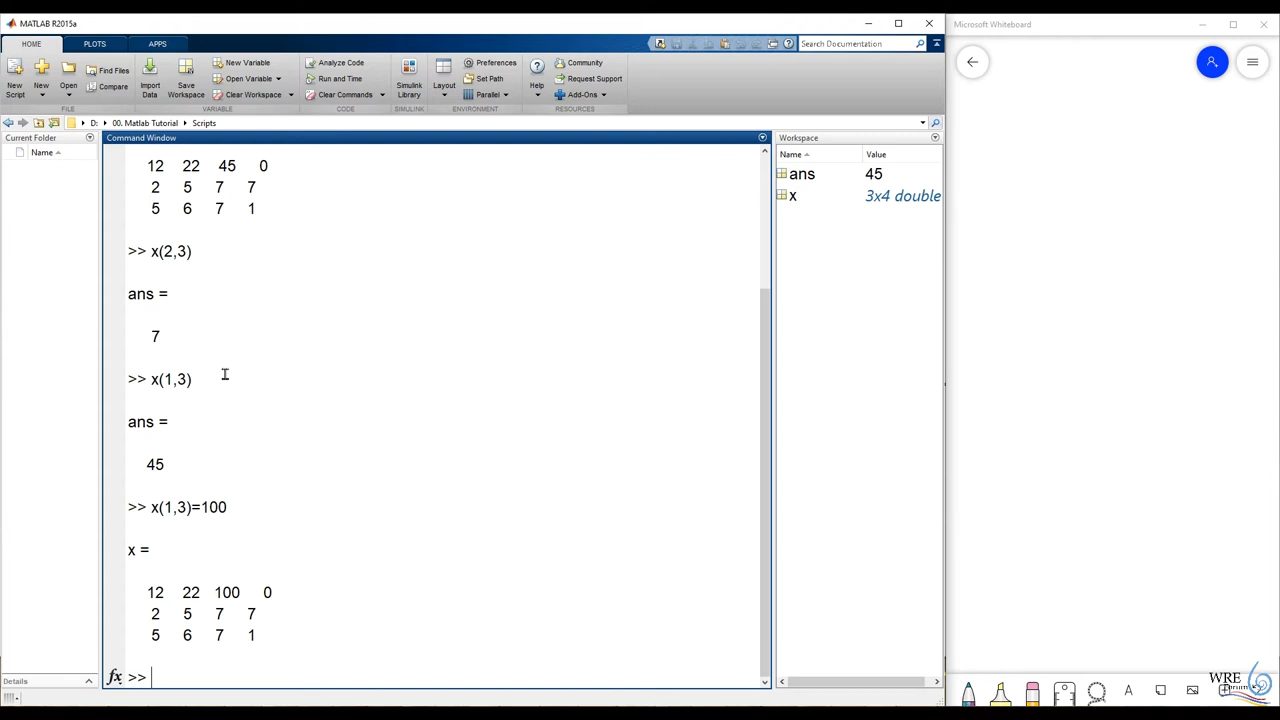 MATLAB R2015a
Microsoft Whiteboard
HOME PLOTS APPS
Search Documentation
New Script
New
Open
Find Files
Compare
Import Data
Save Workspace
New Variable
Open Variable
Clear Workspace
Analyze Code
Run and Time
Clear Commands
Simulink Library
Layout
Preferences
Set Path
Parallel
Help
Community
Request Support
Add-Ons
FILE VARIABLE CODE SIMULINK ENVIRONMENT RESOURCES
D: 00. Matlab Tutorial Scripts
Current Folder
Name
Command Window
12 22 45 0
2 5 7 7
5 6 7 1
>> x(2,3)
ans =
7
>> x(1,3)
ans =
45
>> x(1,3)=100
x =
12 22 100 0
2 5 7 7
5 6 7 1
fx >>
Workspace
Name Value
ans 45
x 3x4 double
Details
A
WRE
Forum